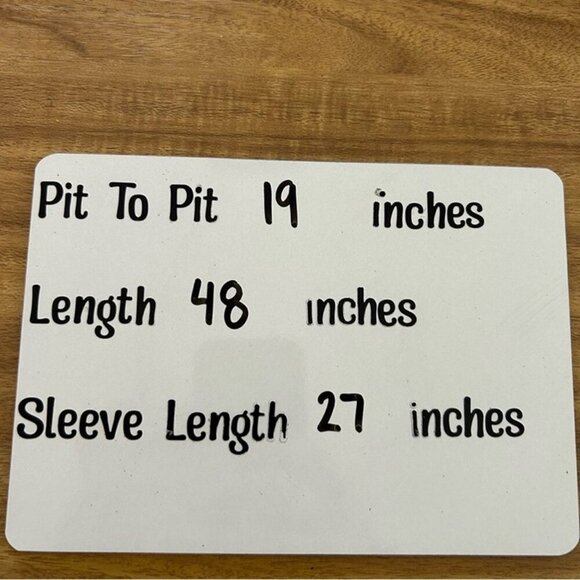 Pit To Pit 19 inches
Length 48 inches
Sleeve Length 27 inches